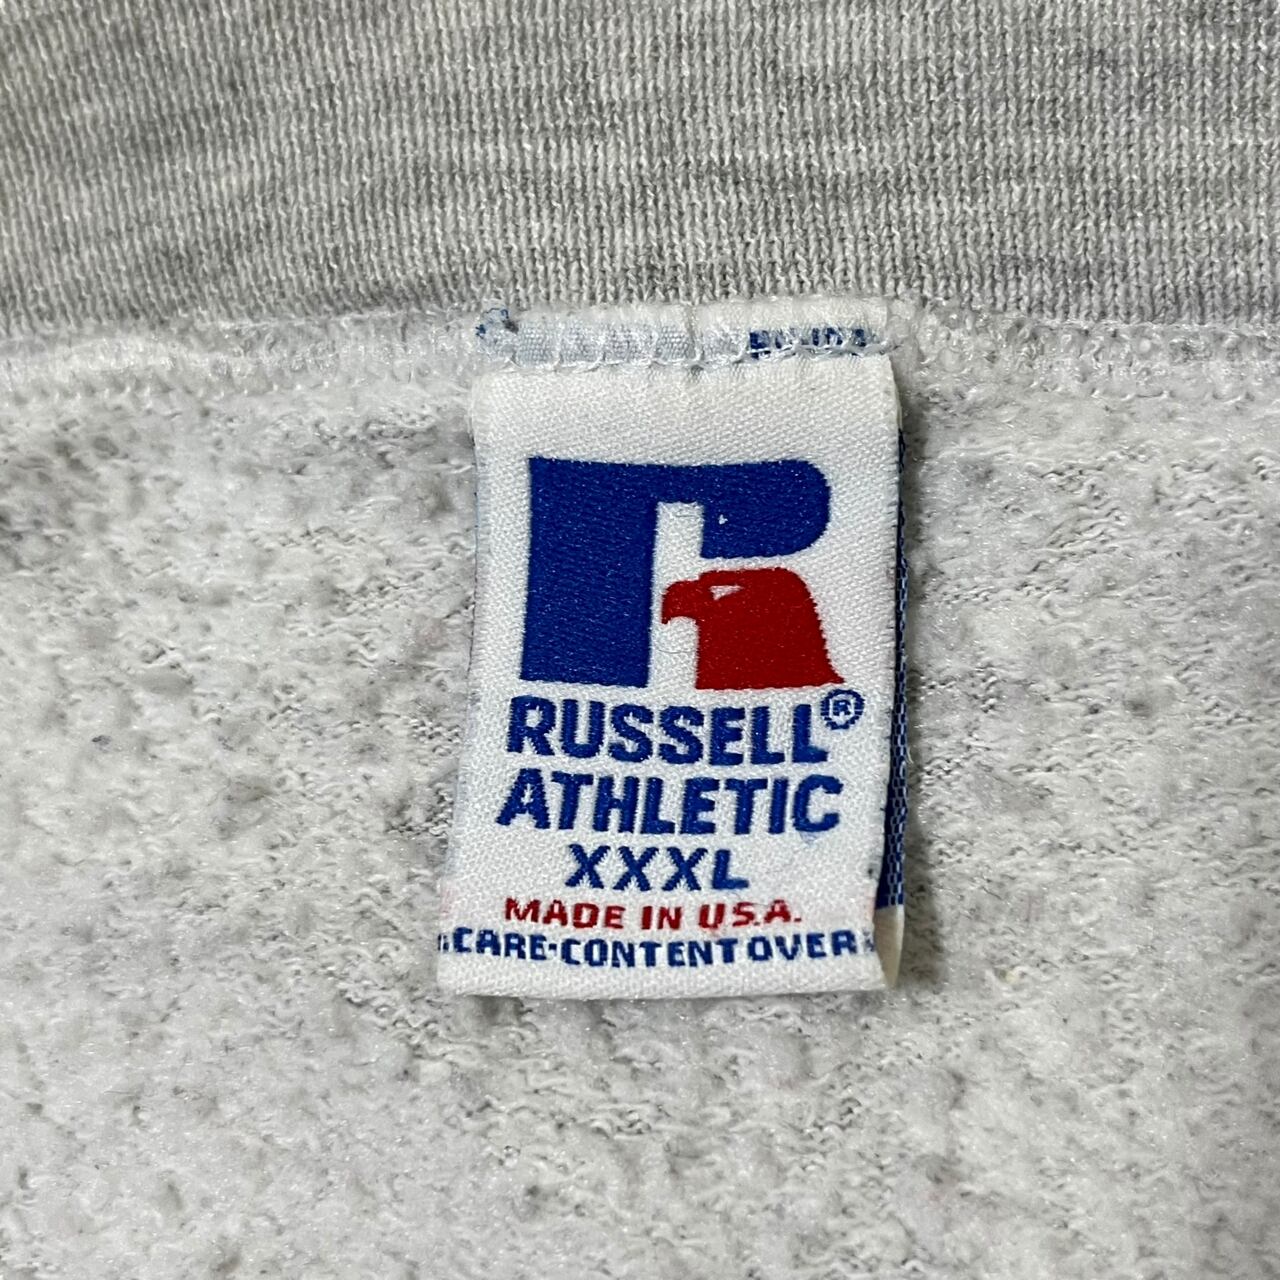 RUSSELL®
ATHLETIC
XXXL
MADE IN U.S.A.
CARE-CONTENT OVER